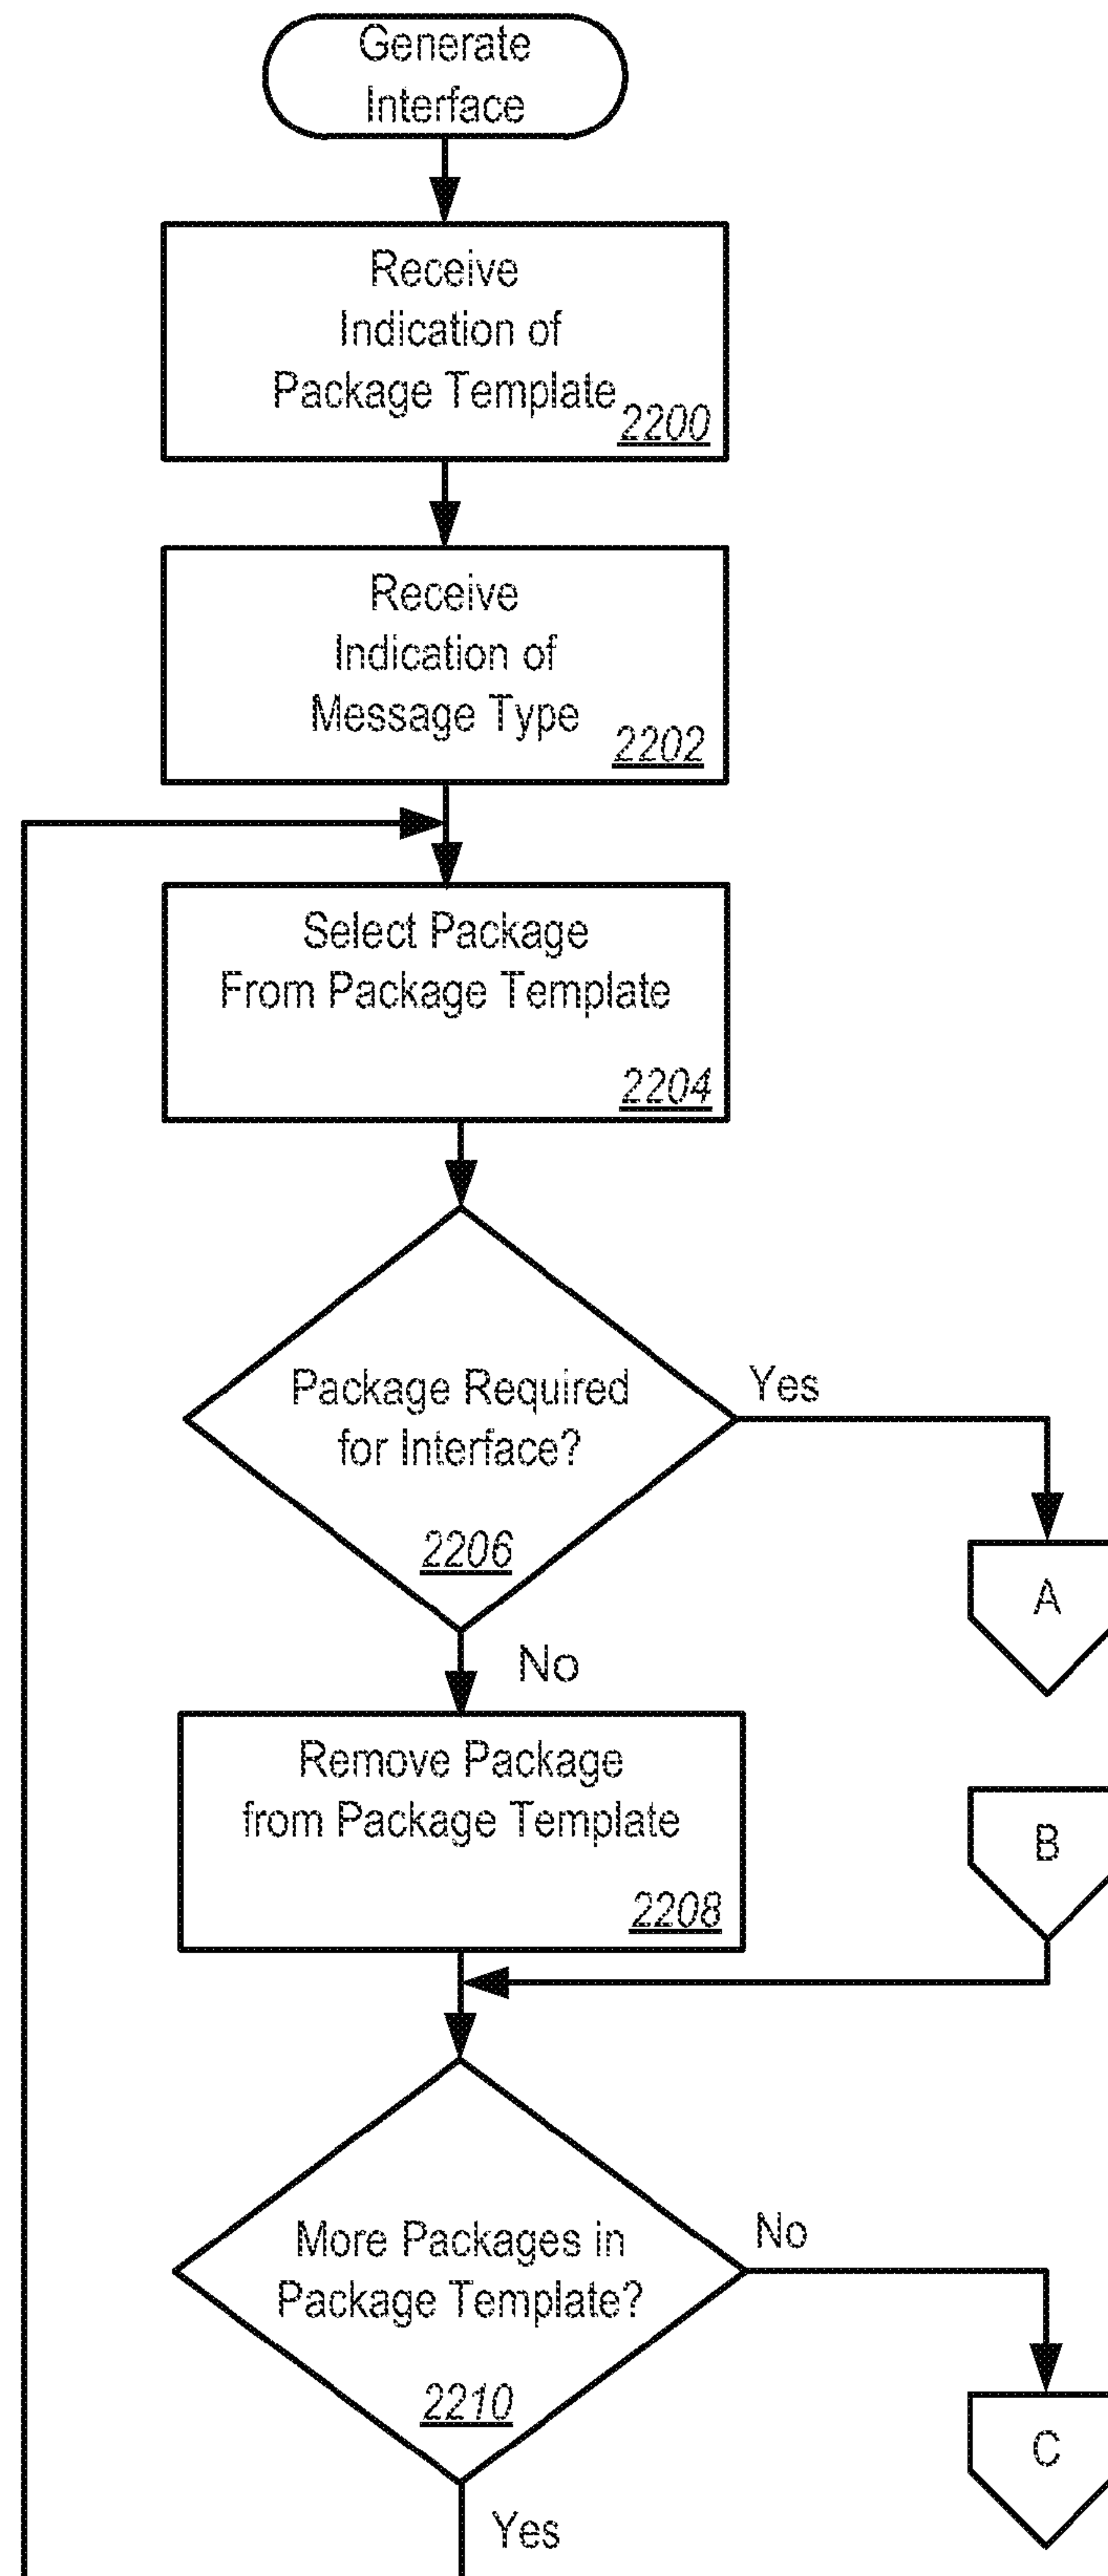 Generate
Interface
Receive
Indication of
Package Template
2200
Receive
Indication of
Message Type
2202
Select Package
From Package Template
2204
Package Required
for Interface?
2206
Yes
A
No
Remove Package
from Package Template
2208
B
More Packages in
Package Template?
2210
No
C
Yes